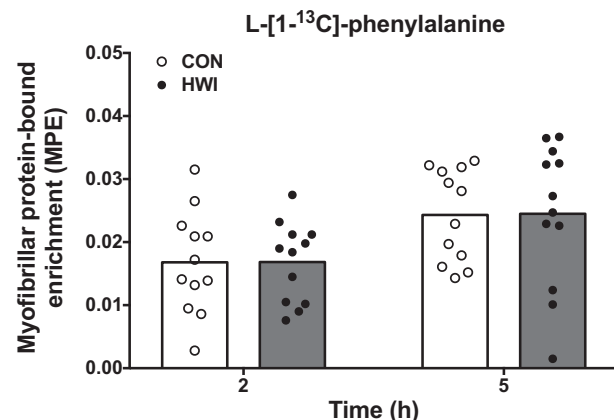 L-[1-¹³C]-phenylalanine
Myofibrillar protein-bound
enrichment (MPE)
0.05
0.04
0.03
0.02
0.01
0.00
CON
HWI
2
5
Time (h)